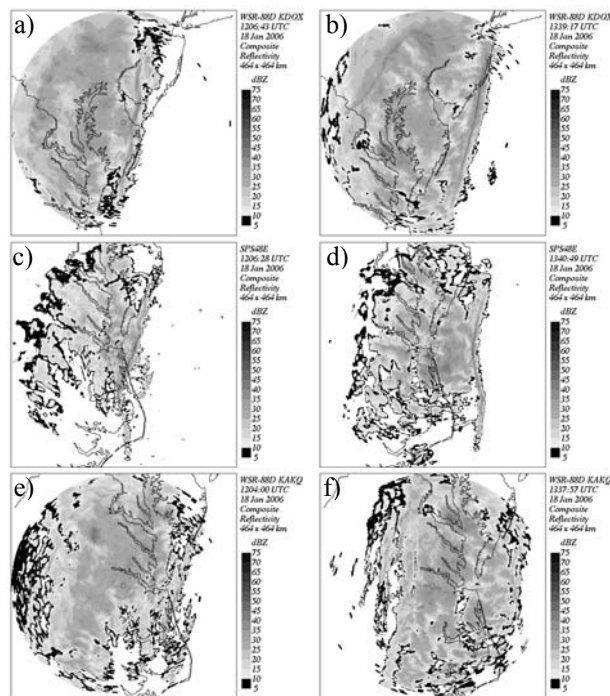 a)
WSR-88D KDOX
1206:43 UTC
18 Jan 2006
Composite
Reflectivity
464 x 464 km
dBZ
75
70
65
60
55
50
45
40
35
30
25
20
15
10
5
b)
WSR-88D KDOX
1339:17 UTC
18 Jan 2006
Composite
Reflectivity
464 x 464 km
dBZ
75
70
65
60
55
50
45
40
35
30
25
20
15
10
5
c)
SPS48E
1206:28 UTC
18 Jan 2006
Composite
Reflectivity
464 x 464 km
dBZ
75
70
65
60
55
50
45
40
35
30
25
20
15
10
5
d)
SPS48E
1340:49 UTC
18 Jan 2006
Composite
Reflectivity
464 x 464 km
dBZ
75
70
65
60
55
50
45
40
35
30
25
20
15
10
5
e)
WSR-88D KAKQ
1204:00 UTC
18 Jan 2006
Composite
Reflectivity
464 x 464 km
dBZ
75
70
65
60
55
50
45
40
35
30
25
20
15
10
5
f)
WSR-88D KAKQ
1337:57 UTC
18 Jan 2006
Composite
Reflectivity
464 x 464 km
dBZ
75
70
65
60
55
50
45
40
35
30
25
20
15
10
5